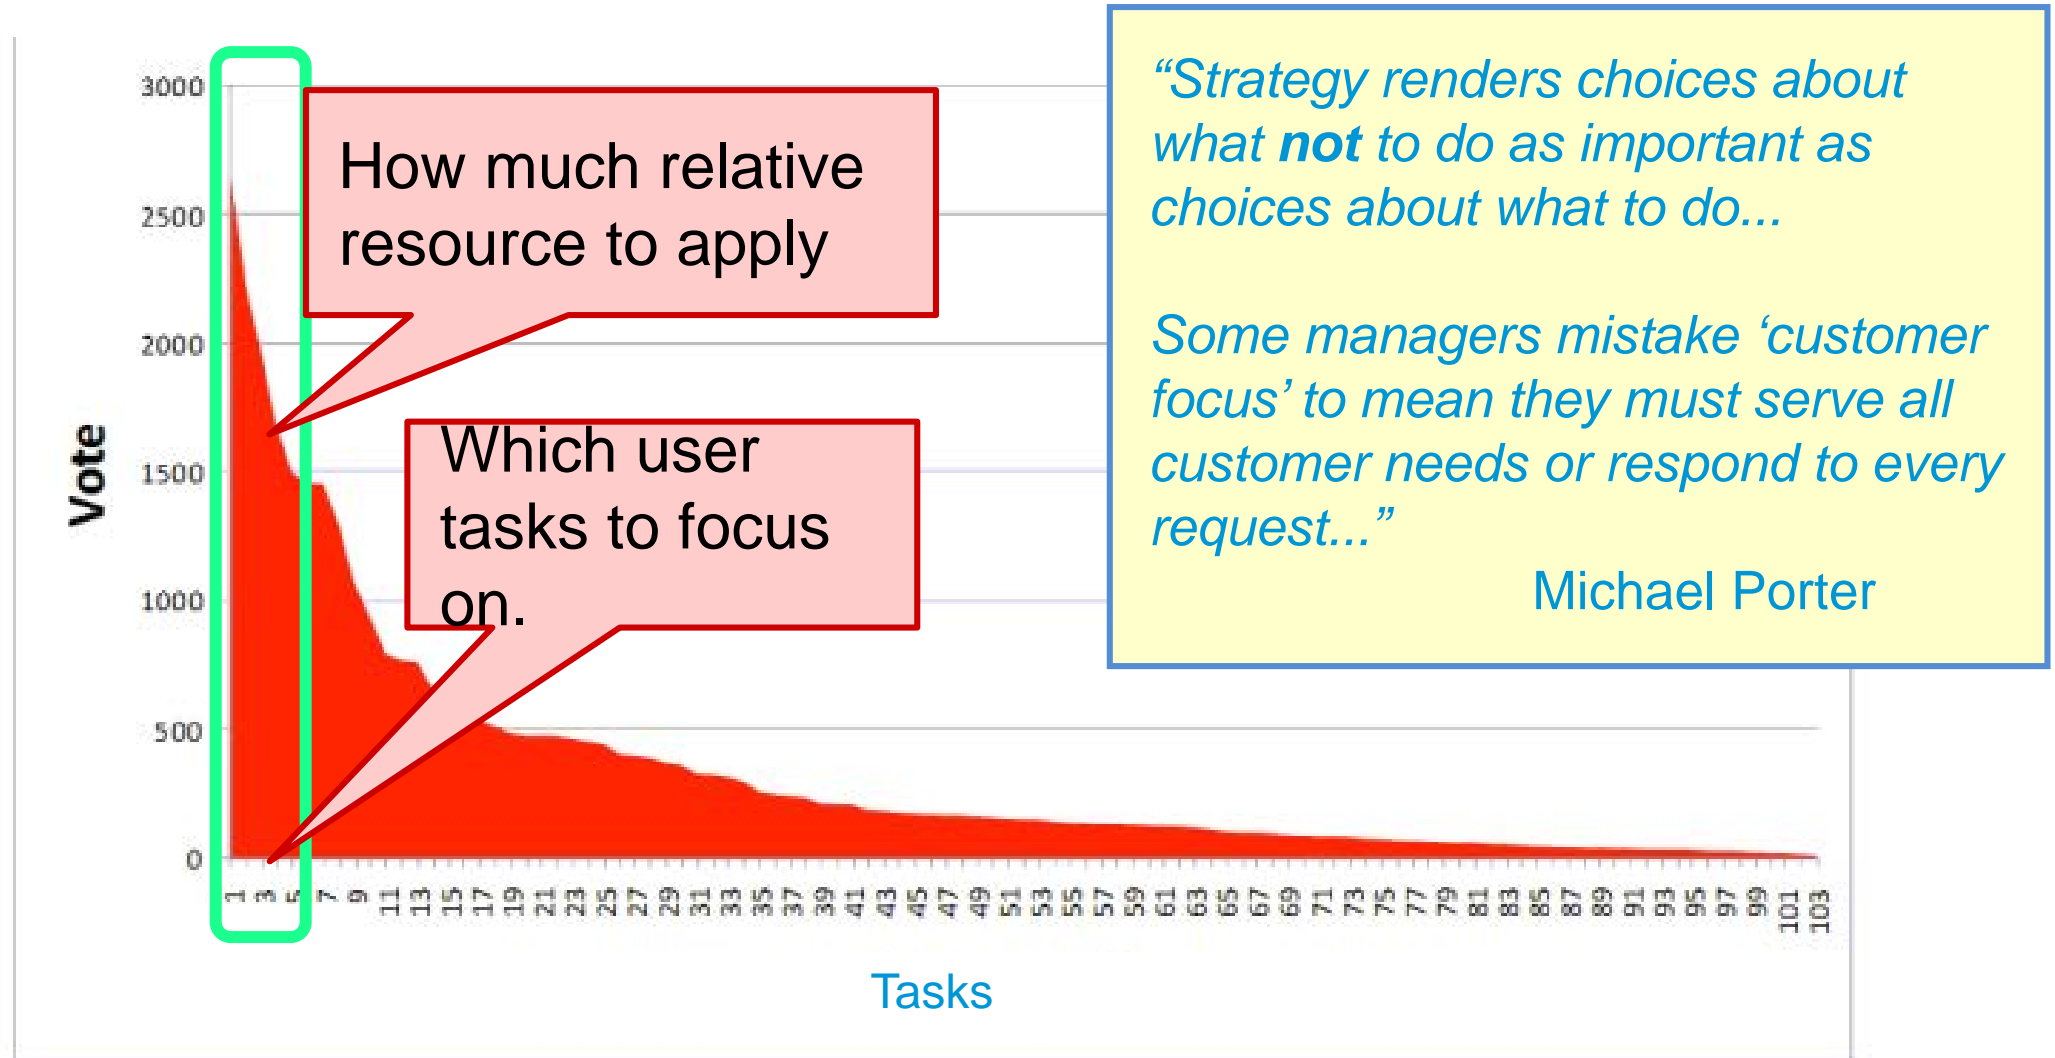 3000
2500
2000
1500
1000
500
0
Vote
How much relative
resource to apply
Which user
tasks to focus
on.
“Strategy renders choices about
what not to do as important as
choices about what to do...
Some managers mistake ‘customer
focus’ to mean they must serve all
customer needs or respond to every
request...”
Michael Porter
1 3 5 7 9 11 13 15 17 19 21 23 25 27 29 31 33 35 37 39 41 43 45 47 49 51 53 55 57 59 61 63 65 67 69 71 73 75 77 79 81 83 85 87 89 91 93 95 97 99 101 103
Tasks